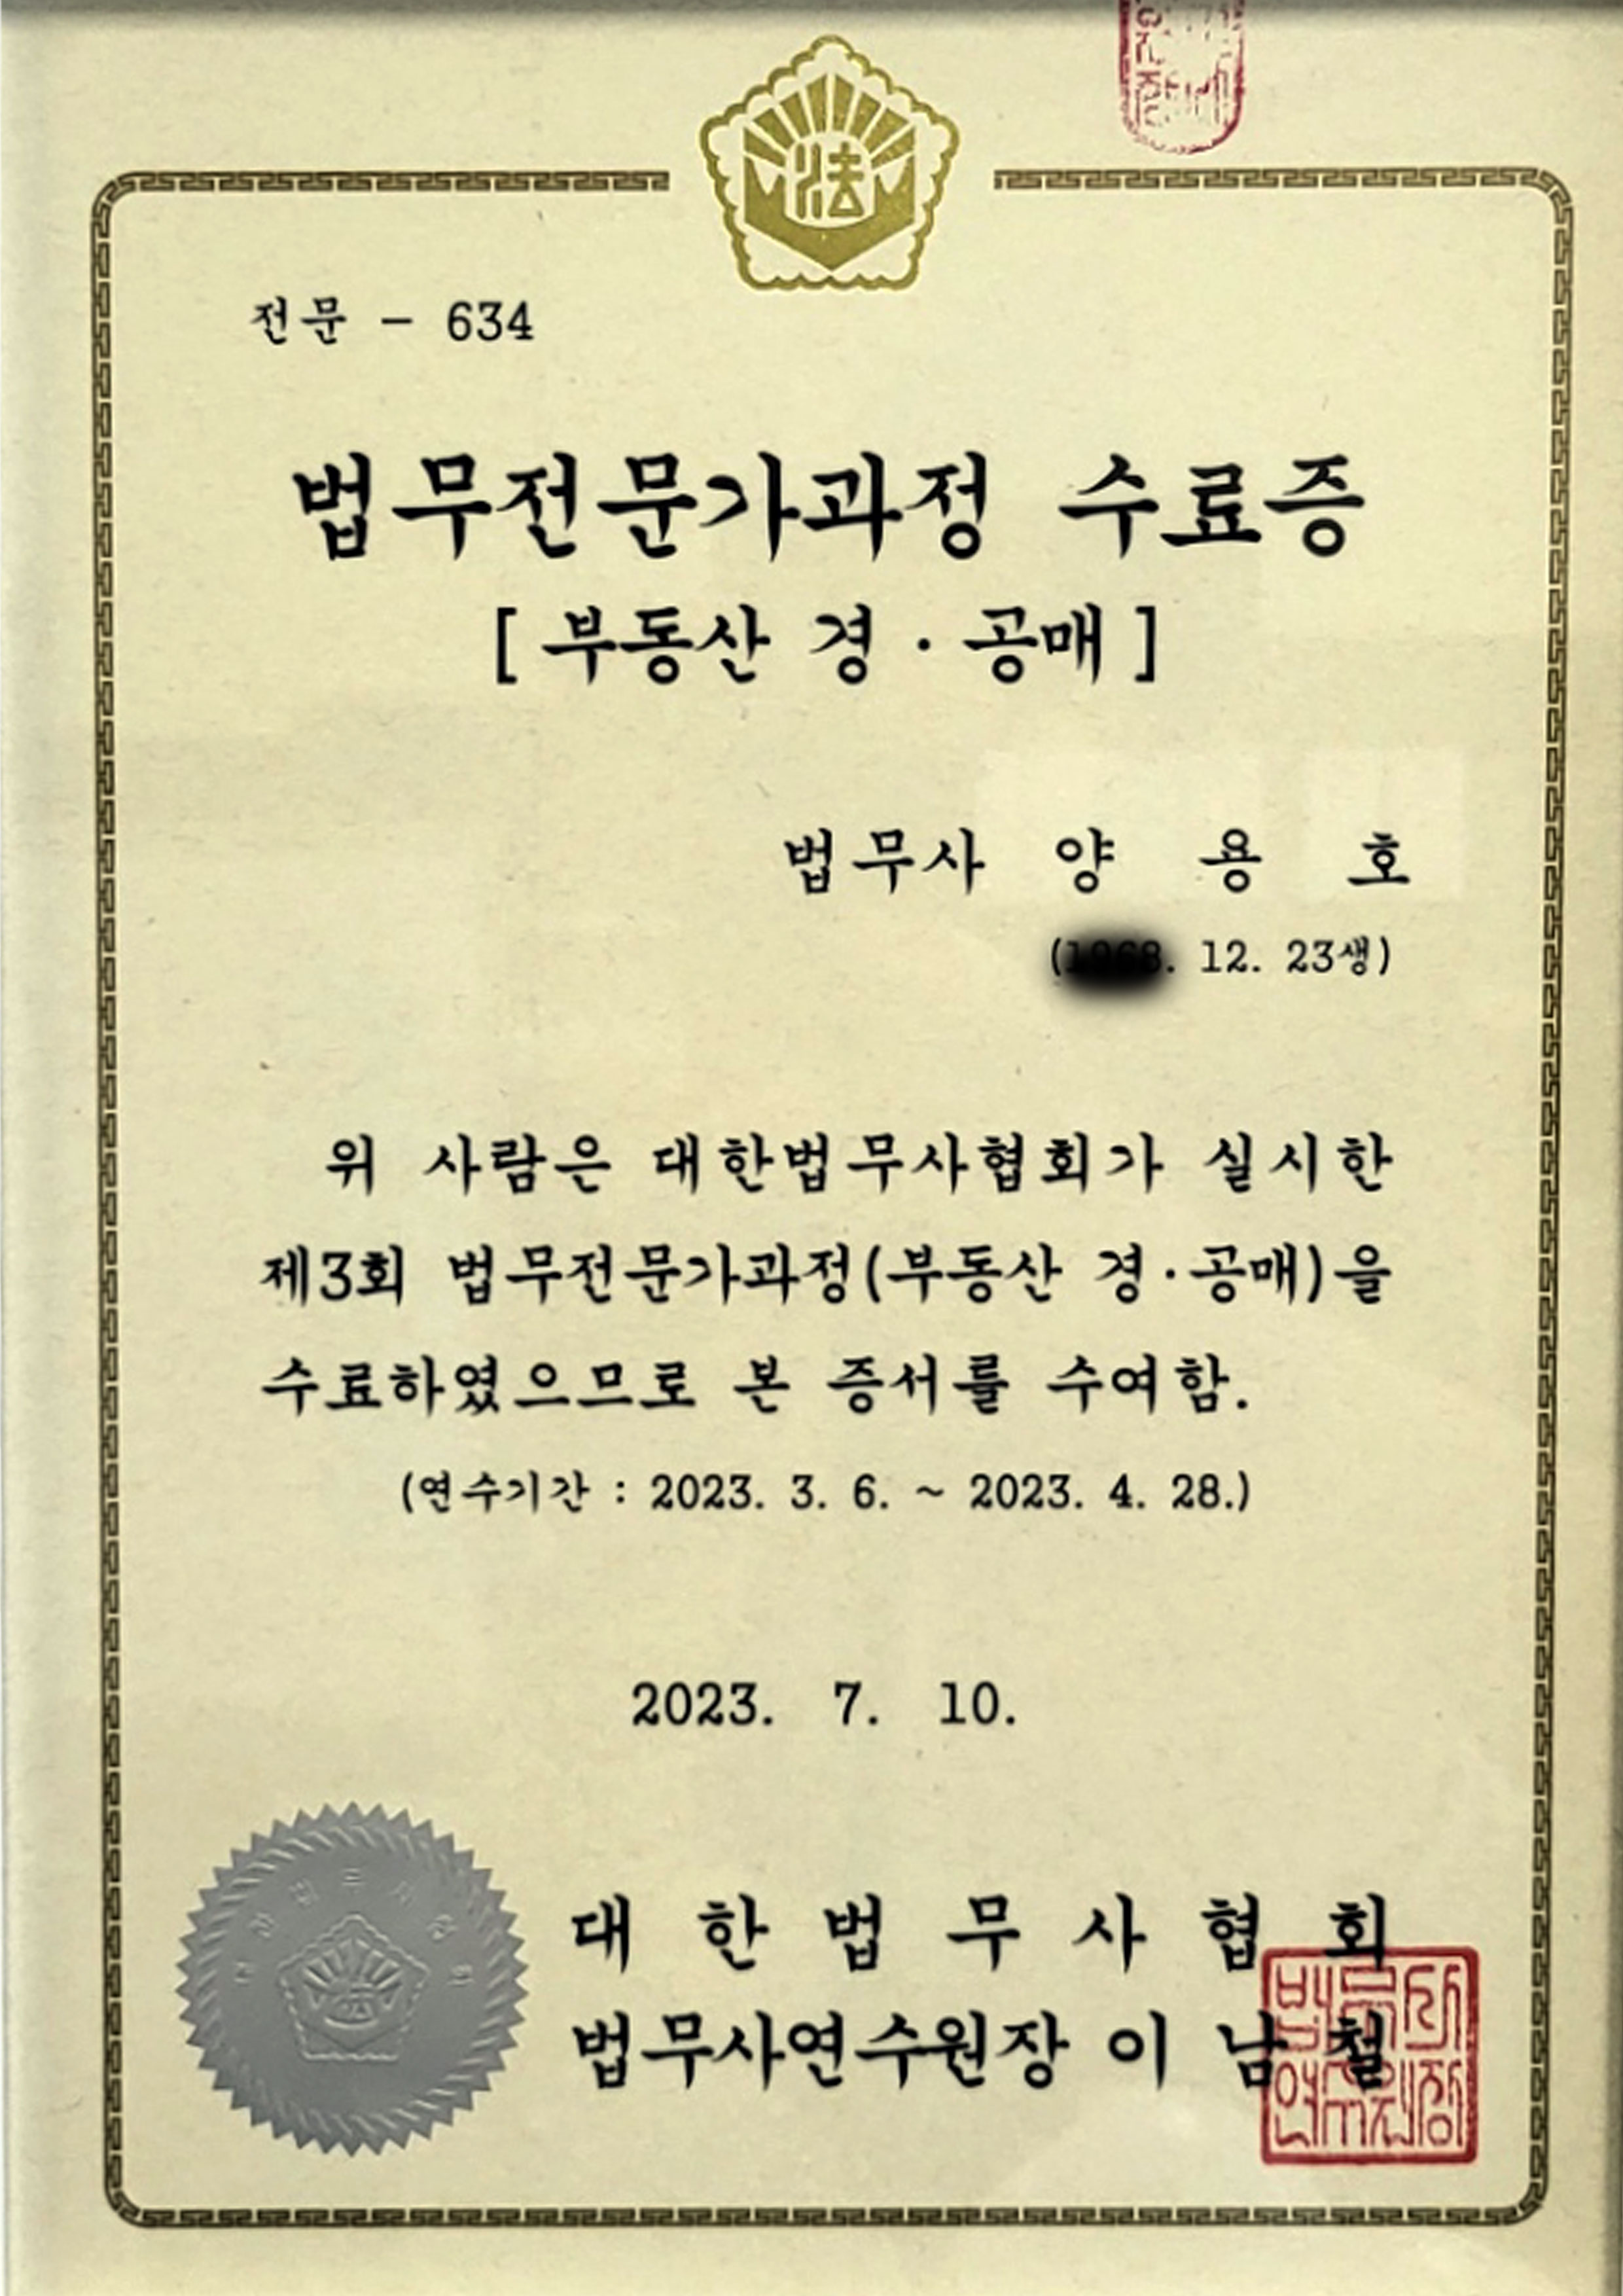 法
전문 - 634
법무전문가과정 수료증
[ 부동산 경 · 공매 ]
법무사 양 용 호
( . 12. 23생)
위 사람은 대한법무사협회가 실시한
제3회 법무전문가과정(부동산 경·공매)을
수료하였으므로 본 증서를 수여함.
(연수기간 : 2023. 3. 6. ~ 2023. 4. 28.)
2023. 7. 10.
대 한 법 무 사 협 회
법무사연수원장 이 남 철